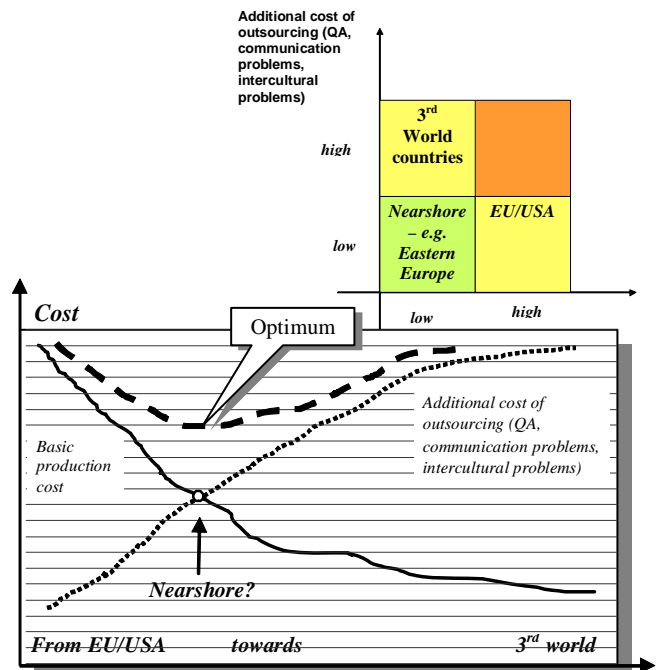 Additional cost of
outsourcing (QA,
communication
problems,
intercultural
problems)
high
3rd
World
countries
low
Nearshore
– e.g.
Eastern
Europe
EU/USA
low
high
Cost
Optimum
Basic
production
cost
Additional cost of
outsourcing (QA,
communication problems,
intercultural problems)
Nearshore?
From EU/USA towards 3rd world